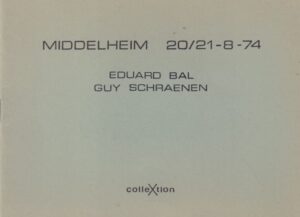 MIDDELHEIM 20/21-8-74
EDUARD BAL
GUY SCHRAENEN
colleXtion